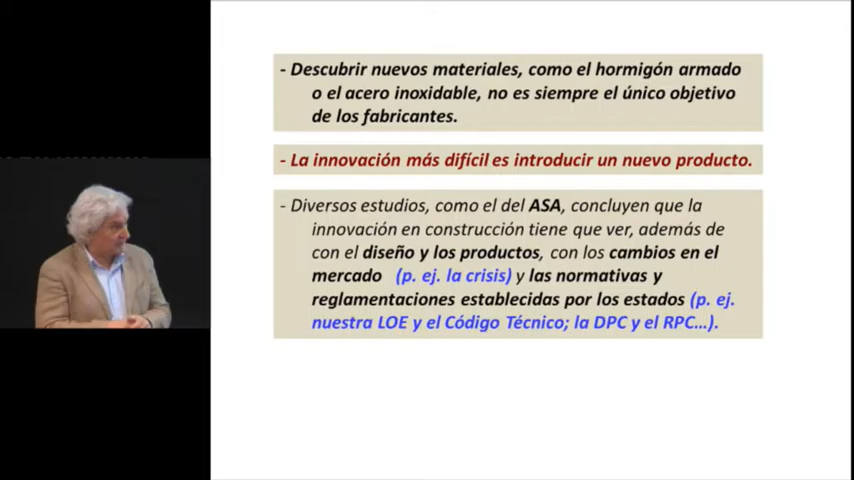 - Descubrir nuevos materiales, como el hormigón armado
o el acero inoxidable, no es siempre el único objetivo
de los fabricantes.
- La innovación más difícil es introducir un nuevo producto.
- Diversos estudios, como el del ASA, concluyen que la
innovación en construcción tiene que ver, además de
con el diseño y los productos, con los cambios en el
mercado (p. ej. la crisis) y las normativas y
reglamentaciones establecidas por los estados (p. ej.
nuestra LOE y el Código Técnico; la DPC y el RPC...).